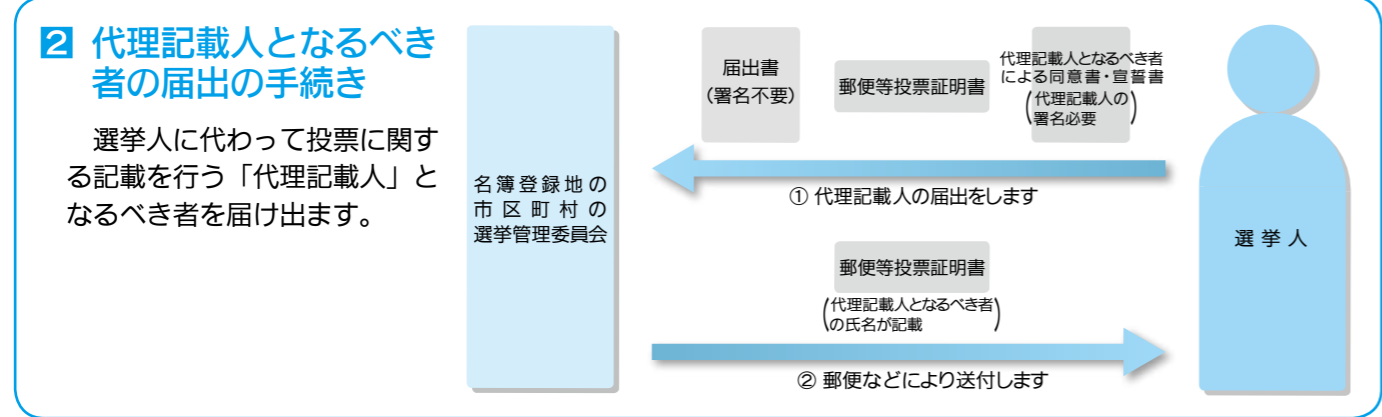 2 代理記載人となるべき
者の届出の手続き
選挙人に代わって投票に関す
る記載を行う「代理記載人」と
なるべき者を届け出ます。
名簿登録地の
市区町村の
選挙管理委員会
届出書
（署名不要）
郵便等投票証明書
代理記載人となるべき者
による同意書・宣誓書
（代理記載人の
署名必要）
① 代理記載人の届出をします
郵便等投票証明書
（代理記載人となるべき者
の氏名が記載）
② 郵便などにより送付します
選挙人